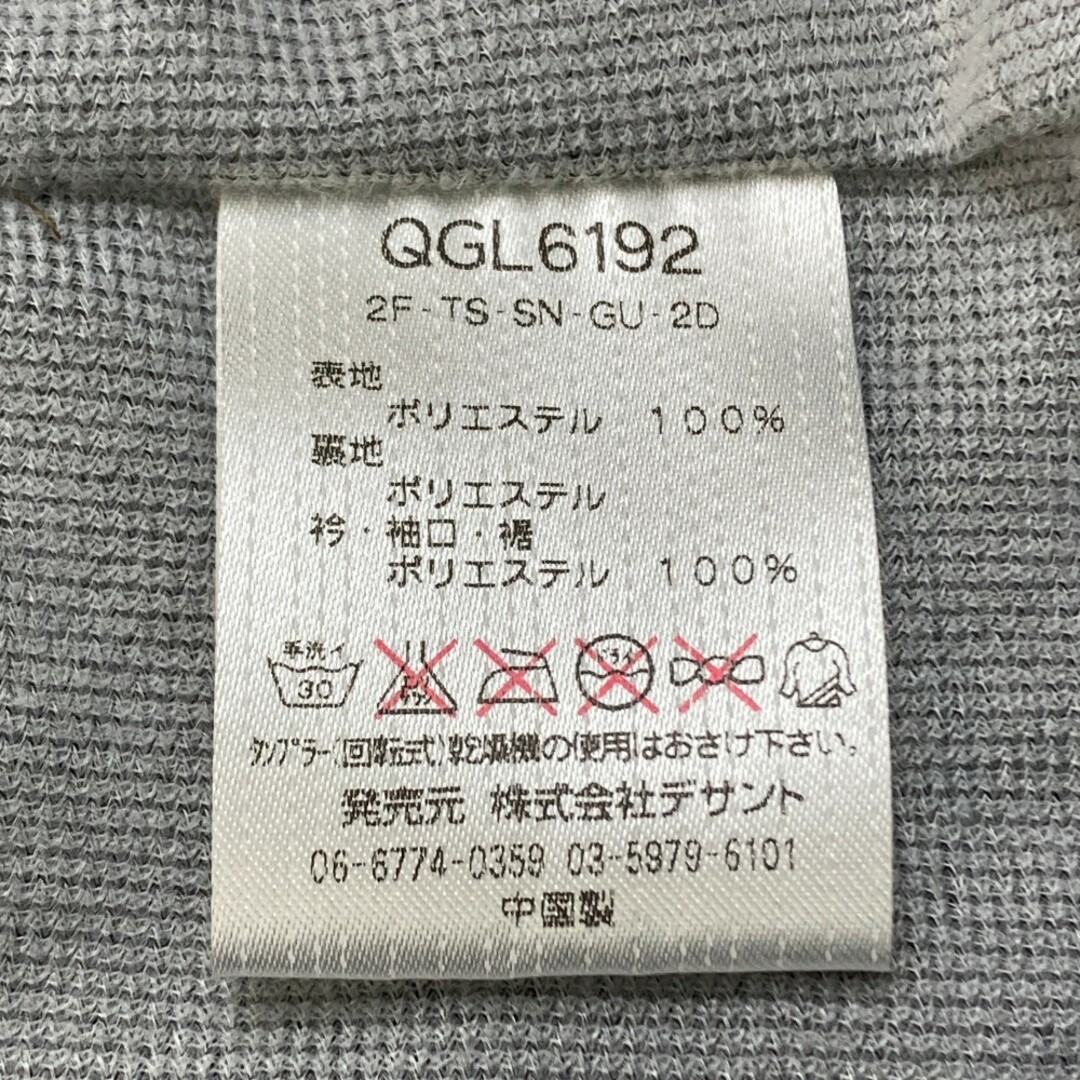 QGL6192
2F-TS-SN-GU-2D
表地
ポリエステル 100%
裏地
ポリエステル
衿・袖口・裾
ポリエステル 100%
手洗イ
30
ドライ
タンブラー(回転式)乾燥機の使用はおさけ下さい。
発売元 株式会社デサント
06-6774-0359 03-5979-6101
中国製